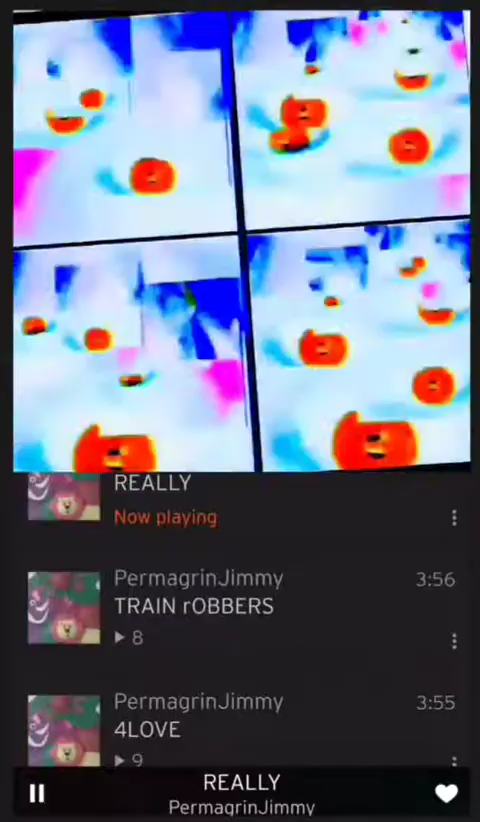 REALLY
Now playing
PermagrinJimmy
3:56
TRAIN rOBBERS
8
PermagrinJimmy
3:55
4LOVE
9
REALLY
PermagrinJimmy